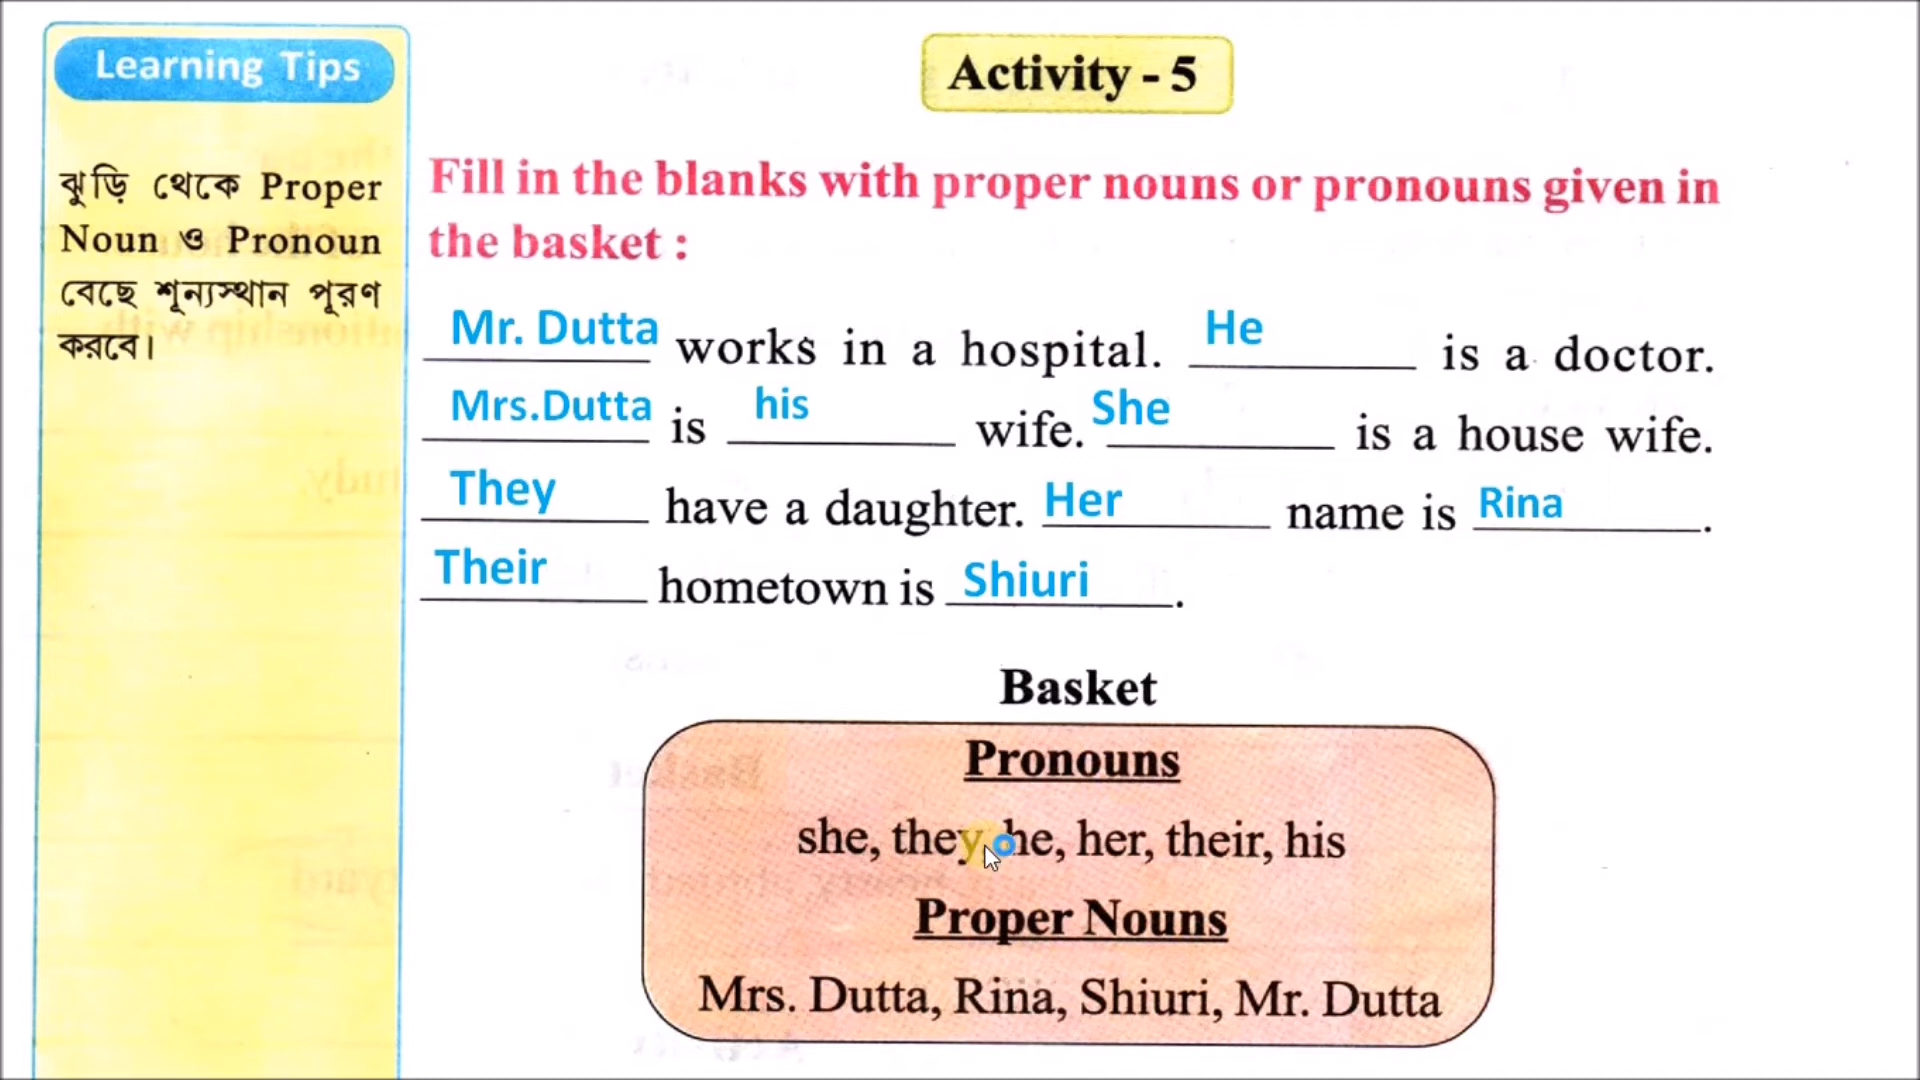 Learning Tips
ঝুড়ি থেকে Proper
Noun ও Pronoun
বেছে শূন্যস্থান পূরণ
করবে।
Activity - 5
Fill in the blanks with proper nouns or pronouns given in
the basket :
Mr. Dutta works in a hospital. He is a doctor.
Mrs.Dutta is his wife. She is a house wife.
They have a daughter. Her name is Rina.
Their hometown is Shiuri.
Basket
Pronouns
she, they, he, her, their, his
Proper Nouns
Mrs. Dutta, Rina, Shiuri, Mr. Dutta